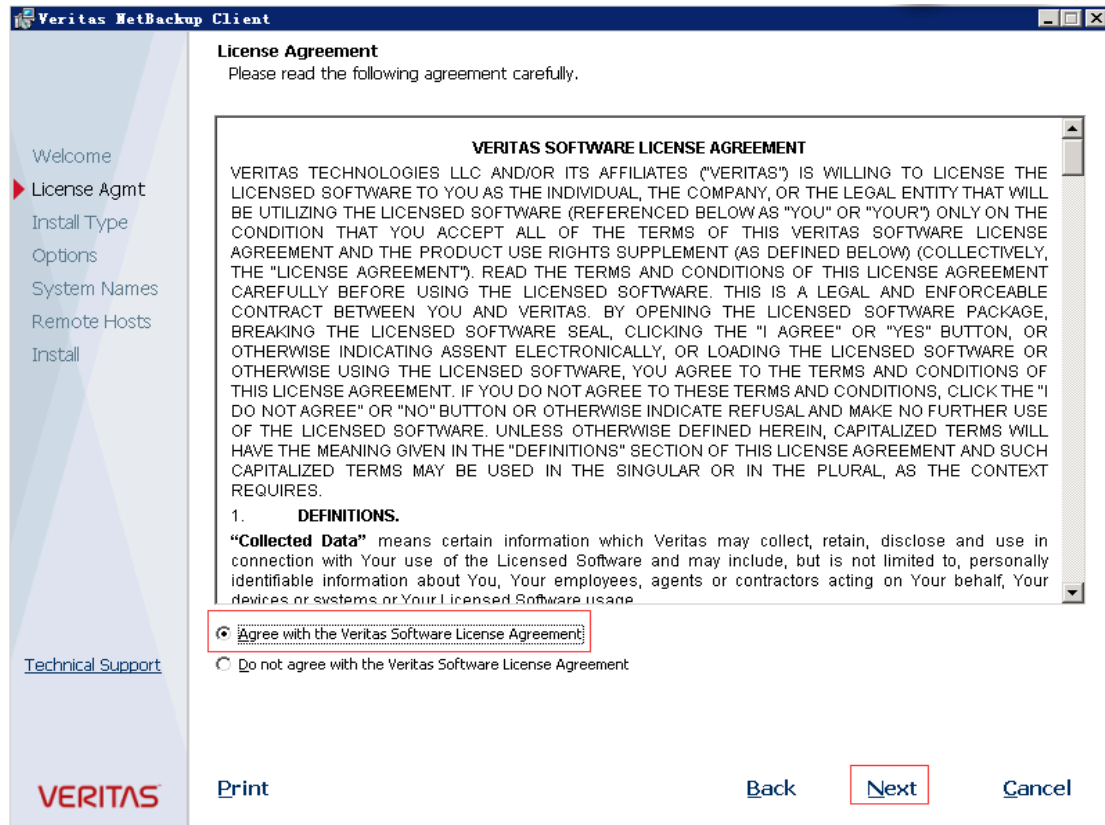 Veritas NetBackup Client
License Agreement
Please read the following agreement carefully.
Welcome
License Agmt
Install Type
Options
System Names
Remote Hosts
Install
VERITAS SOFTWARE LICENSE AGREEMENT
VERITAS TECHNOLOGIES LLC AND/OR ITS AFFILIATES ("VERITAS") IS WILLING TO LICENSE THE
LICENSED SOFTWARE TO YOU AS THE INDIVIDUAL, THE COMPANY, OR THE LEGAL ENTITY THAT WILL
BE UTILIZING THE LICENSED SOFTWARE (REFERENCED BELOW AS "YOU" OR "YOUR") ONLY ON THE
CONDITION THAT YOU ACCEPT ALL OF THE TERMS OF THIS VERITAS SOFTWARE LICENSE
AGREEMENT AND THE PRODUCT USE RIGHTS SUPPLEMENT (AS DEFINED BELOW) (COLLECTIVELY,
THE "LICENSE AGREEMENT"). READ THE TERMS AND CONDITIONS OF THIS LICENSE AGREEMENT
CAREFULLY BEFORE USING THE LICENSED SOFTWARE. THIS IS A LEGAL AND ENFORCEABLE
CONTRACT BETWEEN YOU AND VERITAS. BY OPENING THE LICENSED SOFTWARE PACKAGE,
BREAKING THE LICENSED SOFTWARE SEAL, CLICKING THE "I AGREE" OR "YES" BUTTON, OR
OTHERWISE INDICATING ASSENT ELECTRONICALLY, OR LOADING THE LICENSED SOFTWARE OR
OTHERWISE USING THE LICENSED SOFTWARE, YOU AGREE TO THE TERMS AND CONDITIONS OF
THIS LICENSE AGREEMENT. IF YOU DO NOT AGREE TO THESE TERMS AND CONDITIONS, CLICK THE "I
DO NOT AGREE" OR "NO" BUTTON OR OTHERWISE INDICATE REFUSAL AND MAKE NO FURTHER USE
OF THE LICENSED SOFTWARE. UNLESS OTHERWISE DEFINED HEREIN, CAPITALIZED TERMS WILL
HAVE THE MEANING GIVEN IN THE "DEFINITIONS" SECTION OF THIS LICENSE AGREEMENT AND SUCH
CAPITALIZED TERMS MAY BE USED IN THE SINGULAR OR IN THE PLURAL, AS THE CONTEXT
REQUIRES.
1. DEFINITIONS.
“Collected Data” means certain information which Veritas may collect, retain, disclose and use in
connection with Your use of the Licensed Software and may include, but is not limited to, personally
identifiable information about You, Your employees, agents or contractors acting on Your behalf, Your
devices or systems or Your Licensed Software usage
Agree with the Veritas Software License Agreement
Do not agree with the Veritas Software License Agreement
Technical Support
VERITAS
Print
Back
Next
Cancel